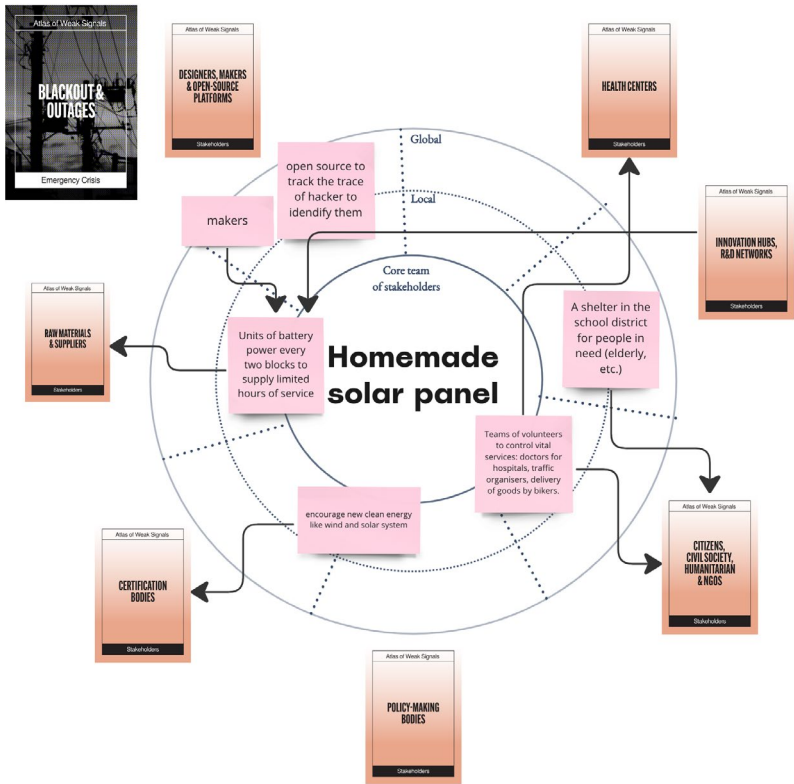 Atlas of Weak Signals
BLACKOUT &
OUTAGES
Emergency Crisis
Atlas of Weak Signals
DESIGNERS, MAKERS
& OPEN-SOURCE
PLATFORMS
Stakeholders
Atlas of Weak Signals
HEALTH CENTERS
Stakeholders
Global
open source to
track the trace
of hacker to
idendify them
Local
makers
Atlas of Weak Signals
INNOVATION HUBS,
R&D NETWORKS
Stakeholders
Core team
of stakeholders
Atlas of Weak Signals
RAW MATERIALS
& SUPPLIERS
Stakeholders
Units of battery
power every
two blocks to
supply limited
hours of service
Homemade
solar panel
A shelter in the
school district
for people in
need (elderly,
etc.)
Teams of volunteers
to control vital
services: doctors for
hospitals, traffic
organisers, delivery
of goods by bikers.
encourage new clean energy
like wind and solar system
Atlas of Weak Signals
CERTIFICATION
BODIES
Stakeholders
Atlas of Weak Signals
CITIZENS,
CIVIL SOCIETY,
HUMANITARIAN
& NGOS
Stakeholders
Atlas of Weak Signals
POLICY-MAKING
BODIES
Stakeholders